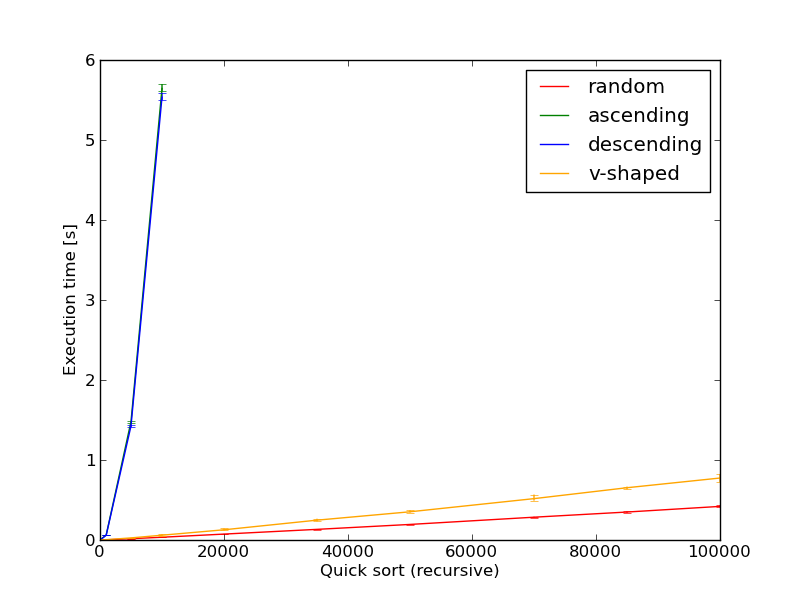 6
5
4
3
2
1
0
Execution time [s]
random
ascending
descending
v-shaped
0 20000 40000 60000 80000 100000
Quick sort (recursive)